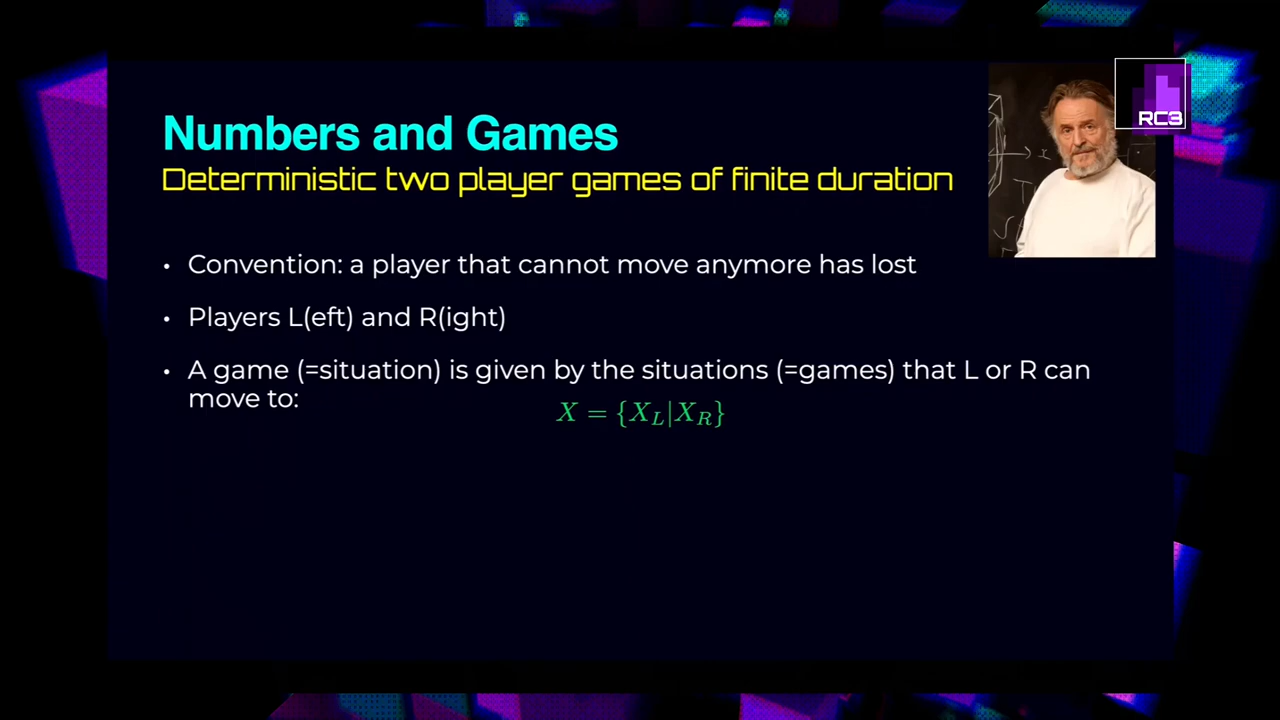 Numbers and Games
Deterministic two player games of finite duration
RC3
• Convention: a player that cannot move anymore has lost
• Players L(eft) and R(ight)
• A game (=situation) is given by the situations (=games) that L or R can
move to:
X = {X_L|X_R}